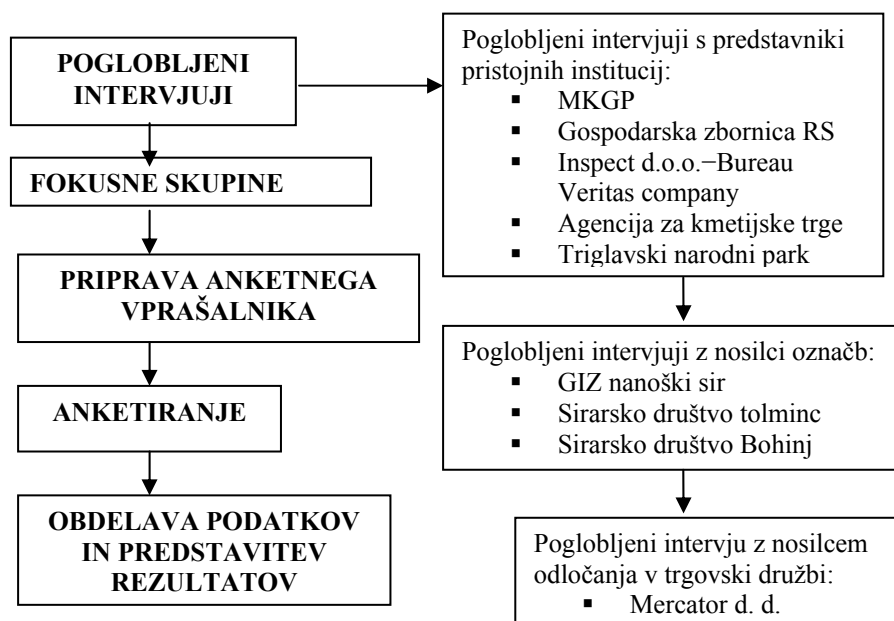 POGLOBLJENI
INTERVJUJI
FOKUSNE SKUPINE
PRIPRAVA ANKETNEGA
VPRAŠALNIKA
ANKETIRANJE
OBDELAVA PODATKOV
IN PREDSTAVITEV
REZULTATOV
Poglobljeni intervjuji s predstavniki
pristojnih institucij:
▪ MKGP
▪ Gospodarska zbornica RS
▪ Inspect d.o.o.−Bureau
Veritas company
▪ Agencija za kmetijske trge
▪ Triglavski narodni park
Poglobljeni intervjuji z nosilci označb:
▪ GIZ nanoški sir
▪ Sirarsko društvo tolminc
▪ Sirarsko društvo Bohinj
Poglobljeni intervju z nosilcem
odločanja v trgovski družbi:
▪ Mercator d. d.